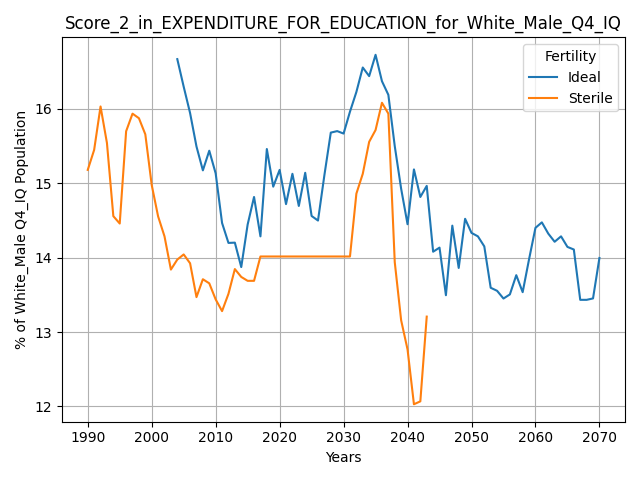 Score_2_in_EXPENDITURE_FOR_EDUCATION_for_White_Male_Q4_IQ
Fertility
Ideal
Sterile
% of White_Male Q4_IQ Population
16
15
14
13
12
1990 2000 2010 2020 2030 2040 2050 2060 2070
Years